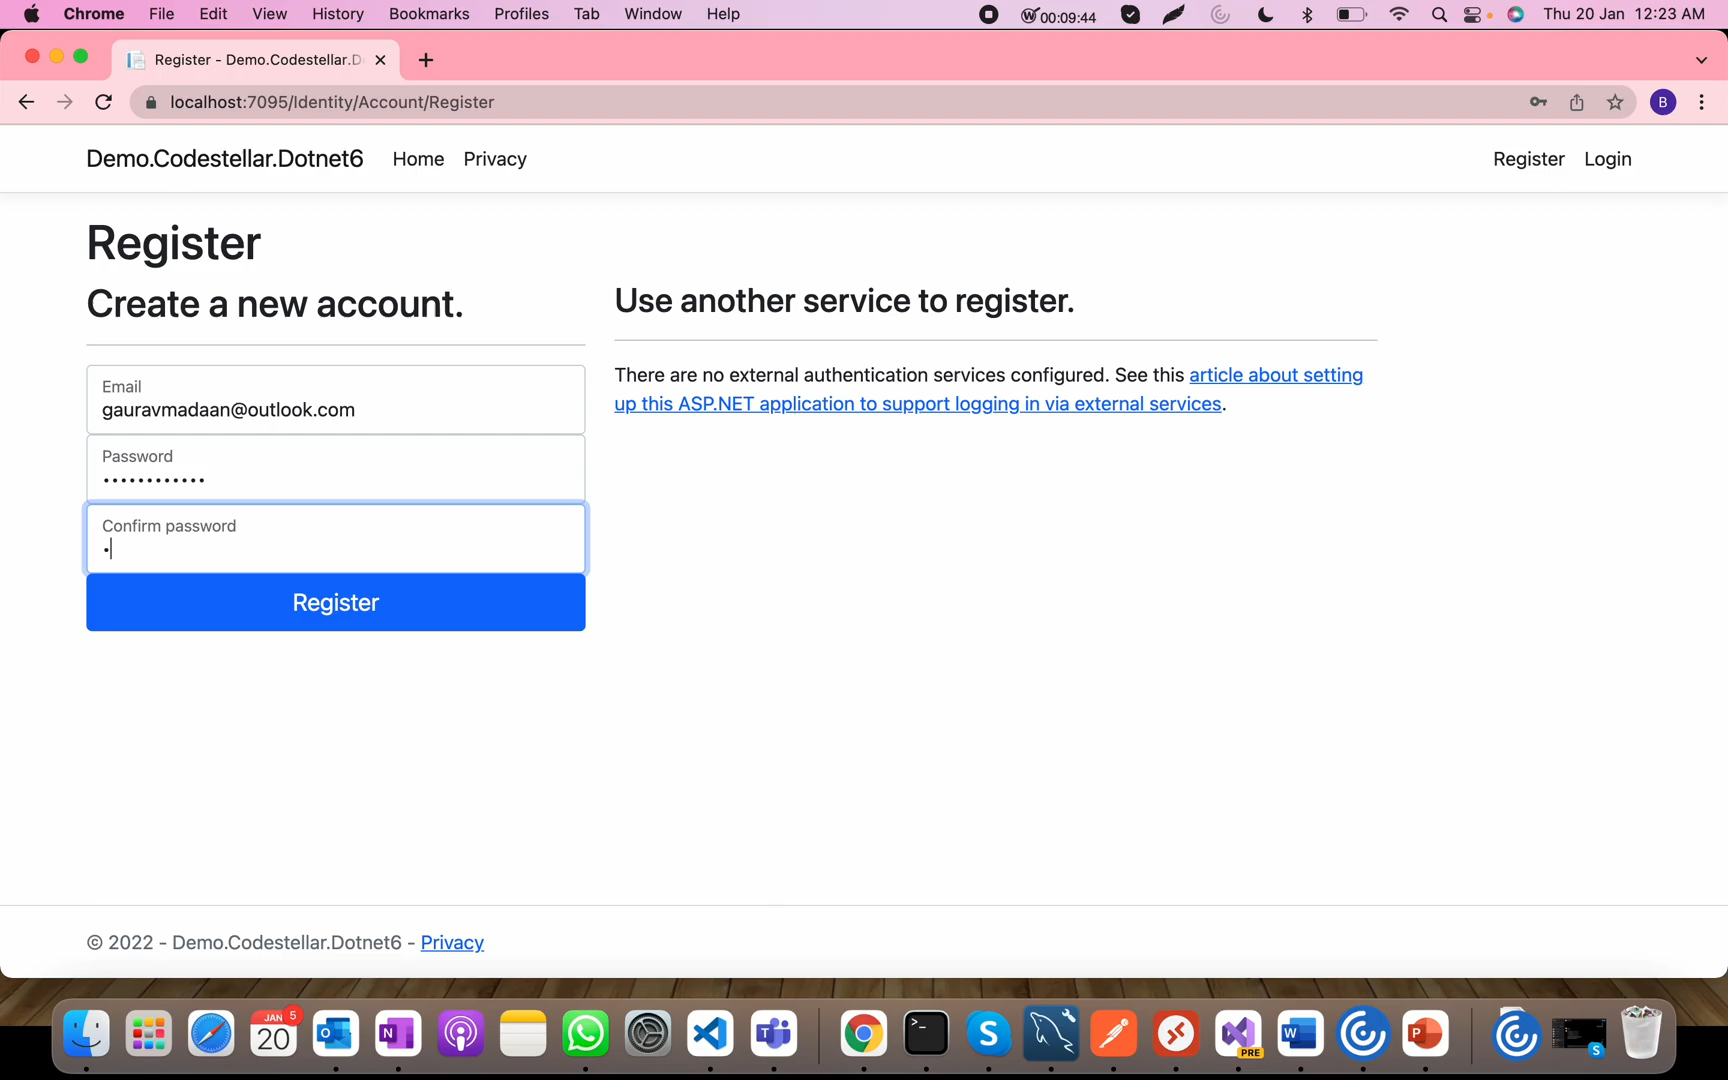 Chrome File Edit View History Bookmarks Profiles Tab Window Help 00:09:44 Thu 20 Jan 12:23 AM
Register - Demo.Codestellar.D
localhost:7095/Identity/Account/Register
B
Demo.Codestellar.Dotnet6 Home Privacy Register Login
Register
Create a new account.
Email
gauravmadaan@outlook.com
Password
••••••••••••
Confirm password
•
Register
Use another service to register.
There are no external authentication services configured. See this article about setting
up this ASP.NET application to support logging in via external services.
© 2022 - Demo.Codestellar.Dotnet6 - Privacy
JAN 5
20
O
N
T
>_
S
PRE
W
P
S